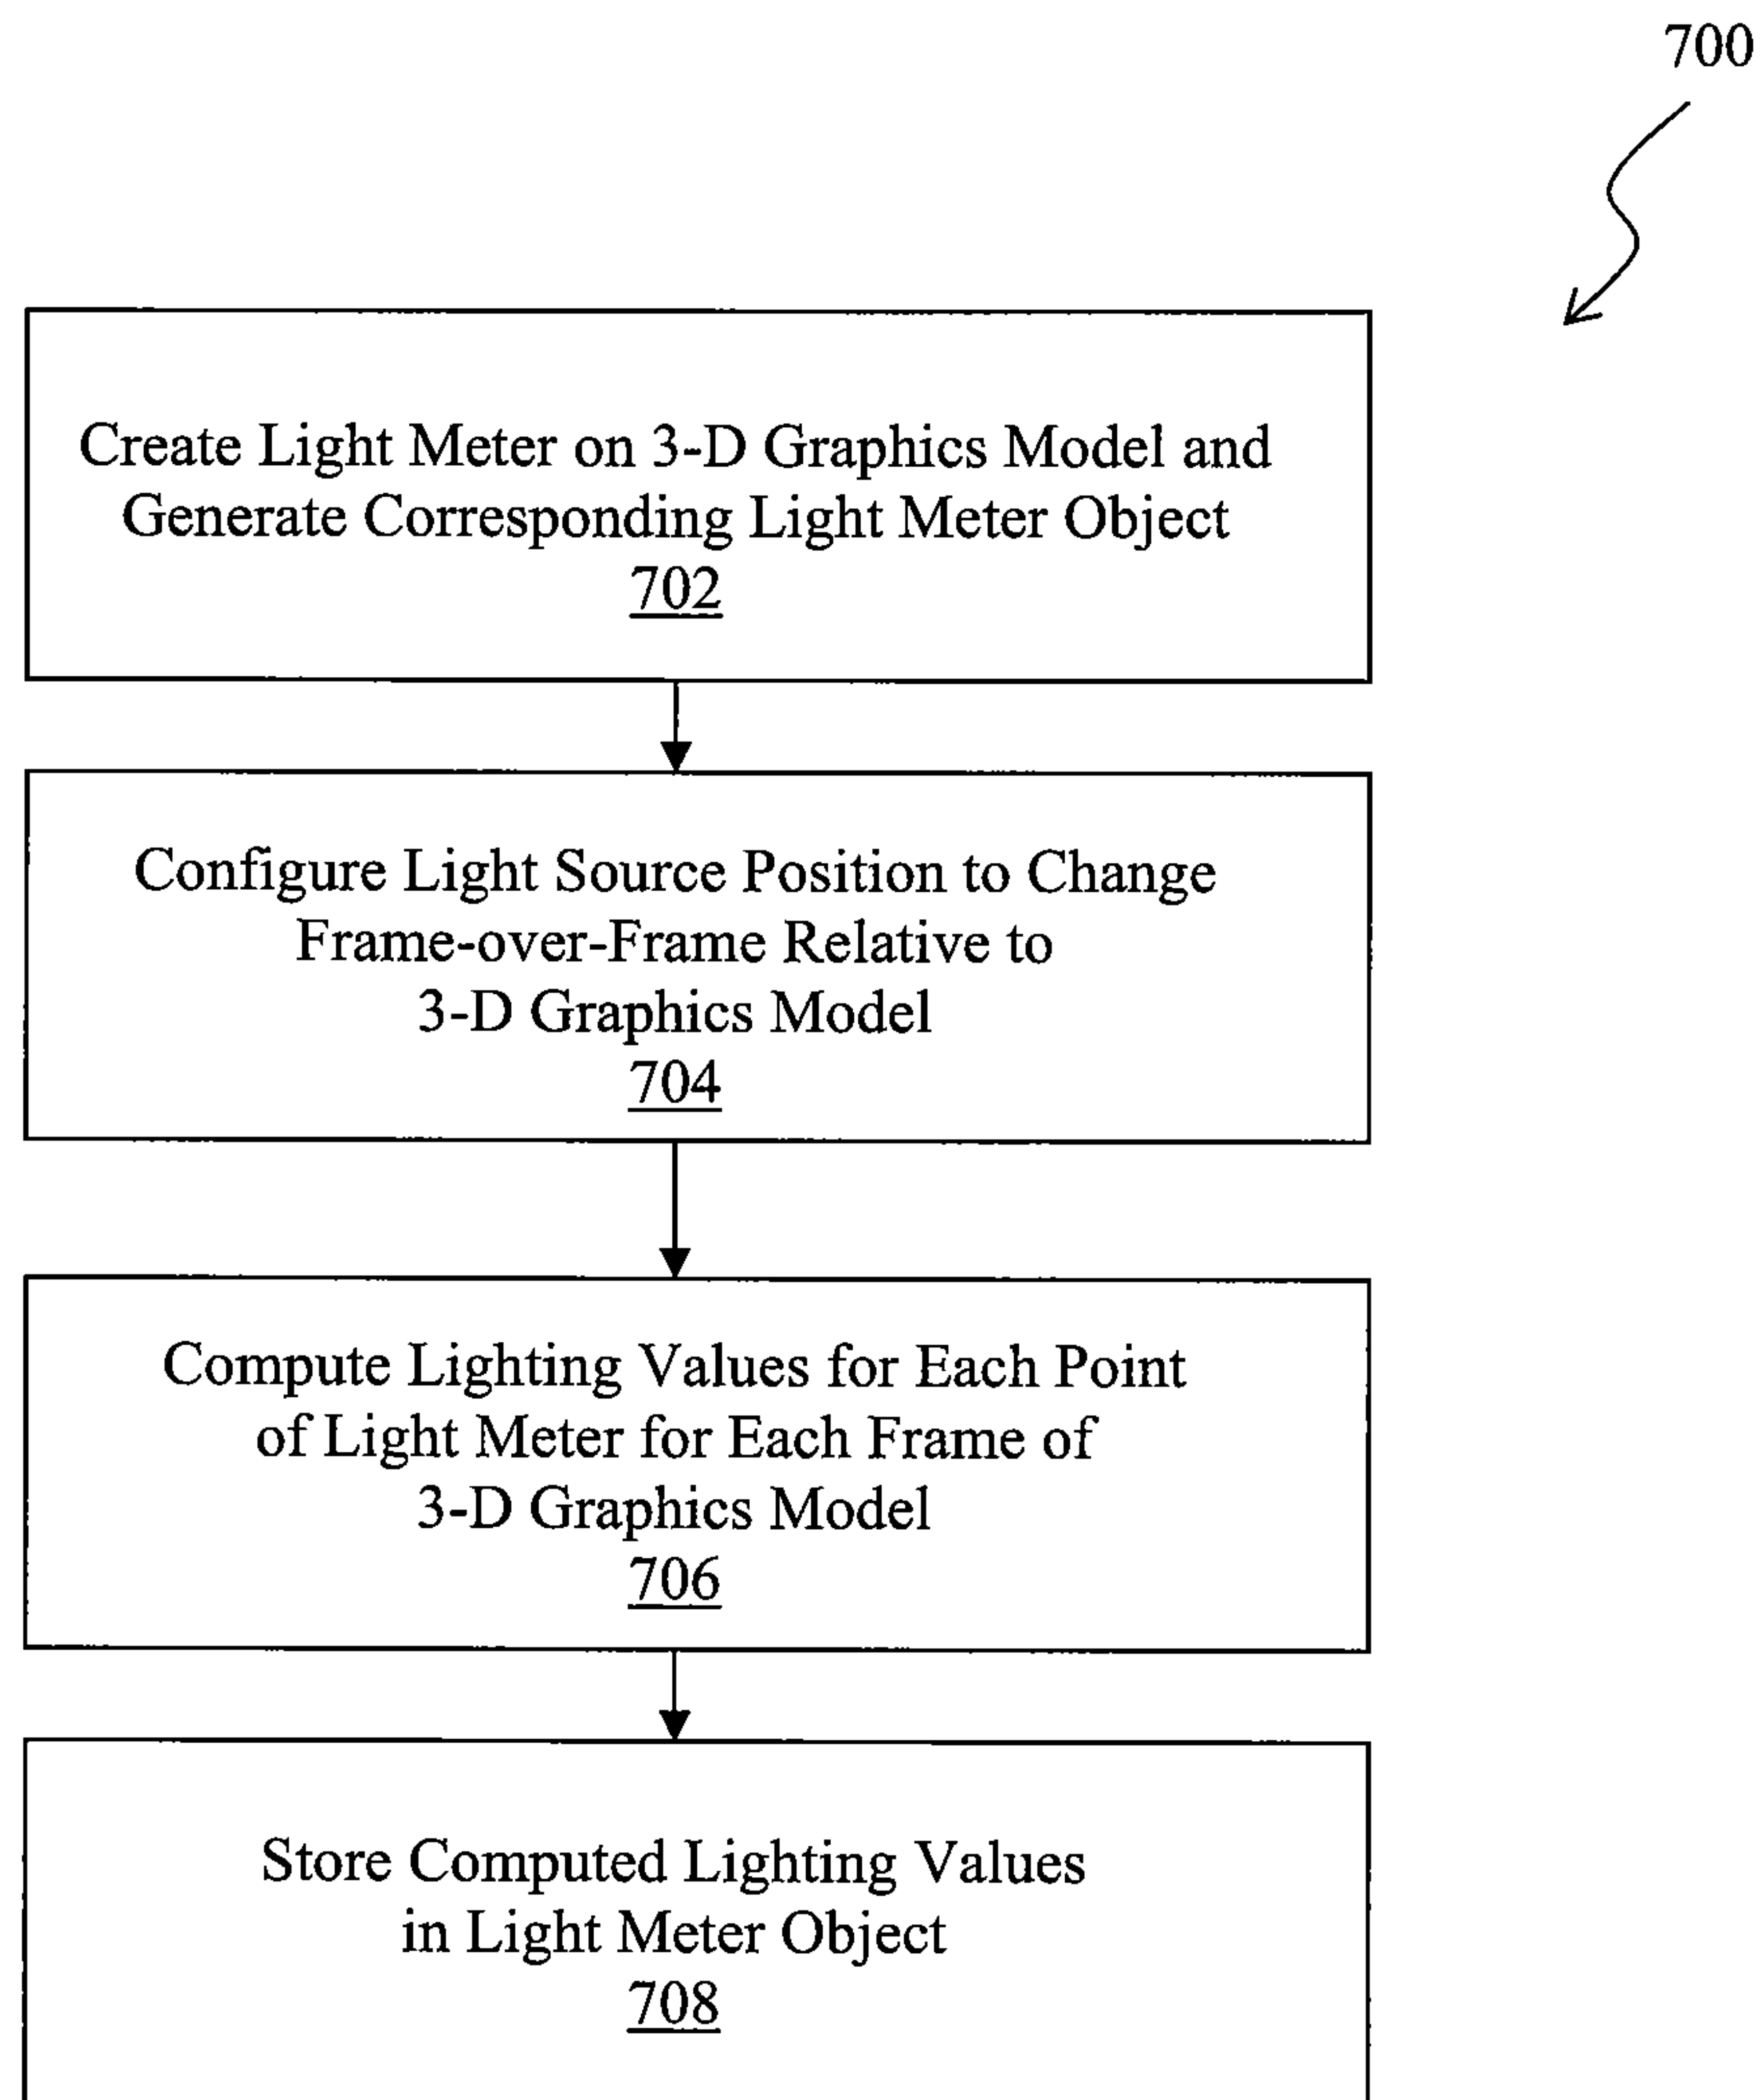 700
Create Light Meter on 3-D Graphics Model and
Generate Corresponding Light Meter Object
702
Configure Light Source Position to Change
Frame-over-Frame Relative to
3-D Graphics Model
704
Compute Lighting Values for Each Point
of Light Meter for Each Frame of
3-D Graphics Model
706
Store Computed Lighting Values
in Light Meter Object
708